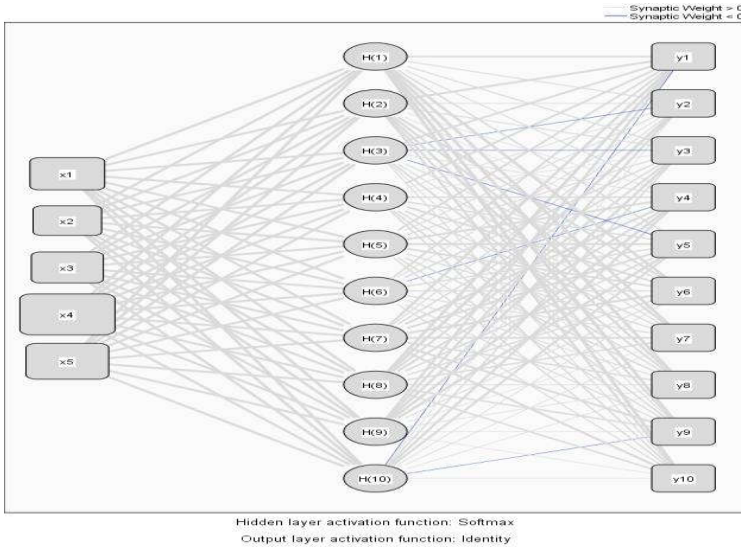 Synaptic Weight > 0
Synaptic Weight < 0
H(1)
y1
H(2)
y2
H(3)
y3
x1
H(4)
y4
x2
H(5)
y5
x3
H(6)
y6
x4
H(7)
y7
x5
H(8)
y8
H(9)
y9
H(10)
y10
Hidden layer activation function: Softmax
Output layer activation function: Identity